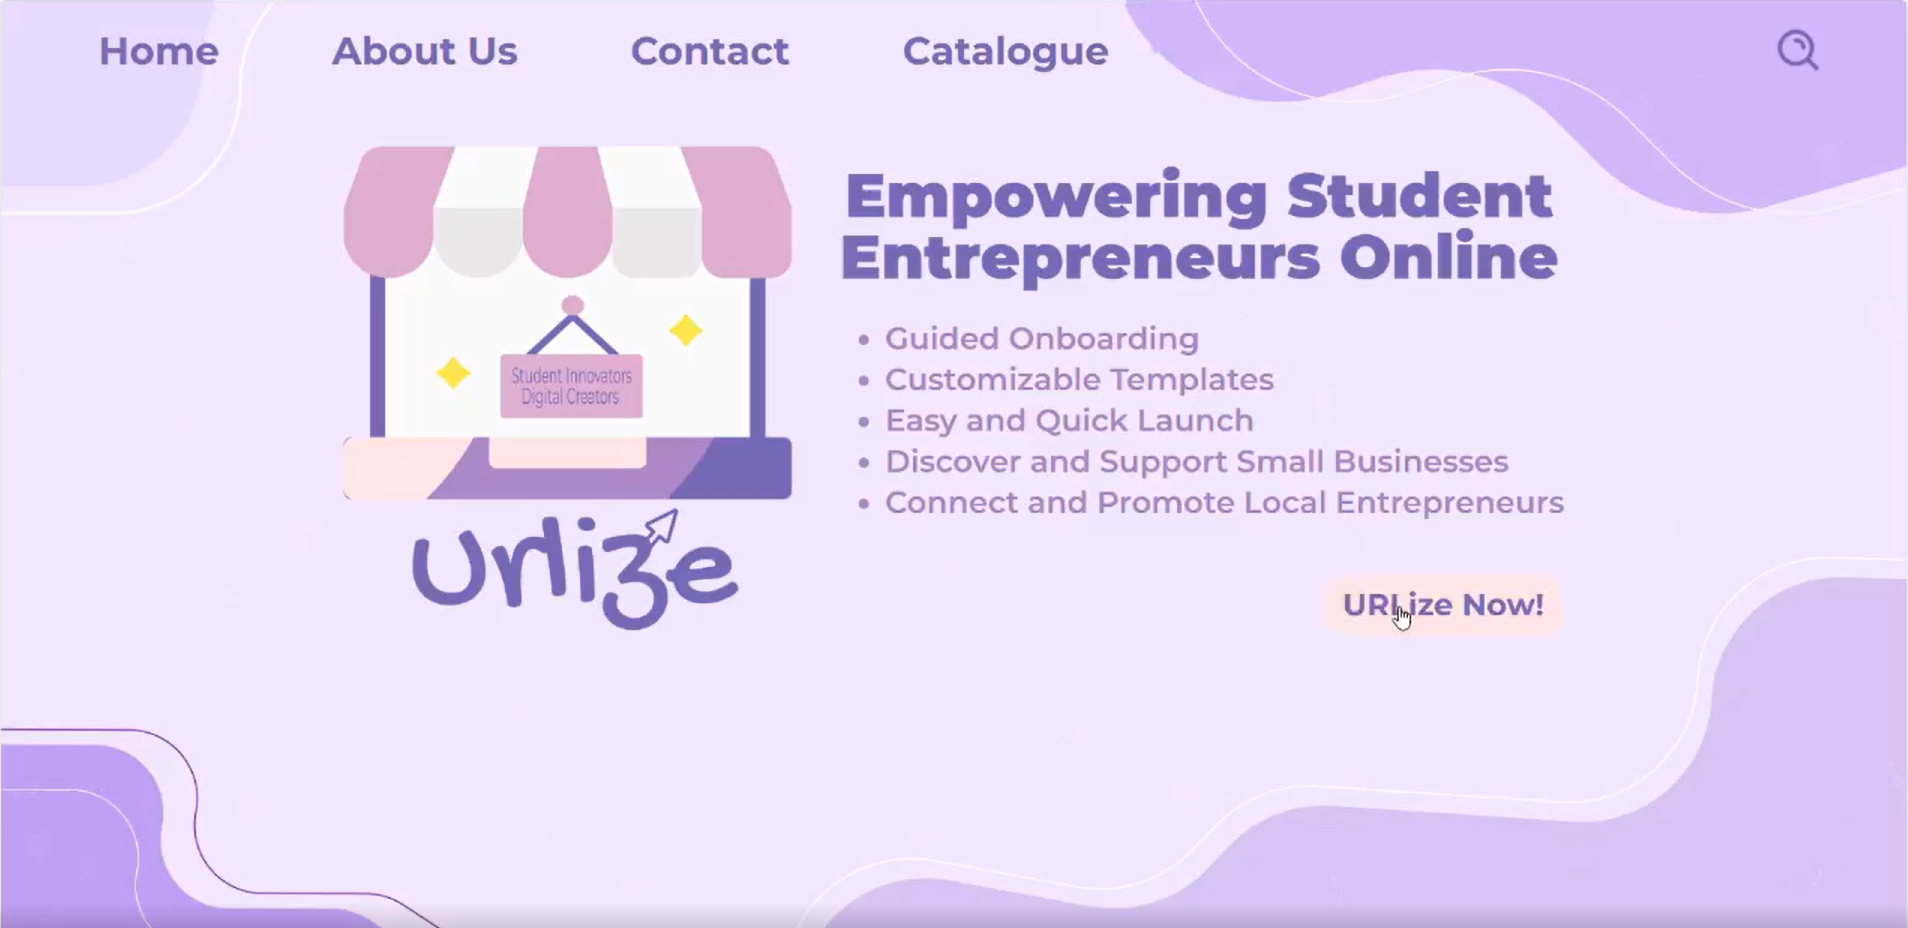 Home About Us Contact Catalogue
Empowering Student
Entrepreneurs Online
Student Innovators
Digital Creators
• Guided Onboarding
• Customizable Templates
• Easy and Quick Launch
• Discover and Support Small Businesses
• Connect and Promote Local Entrepreneurs
Urlize
URLize Now!